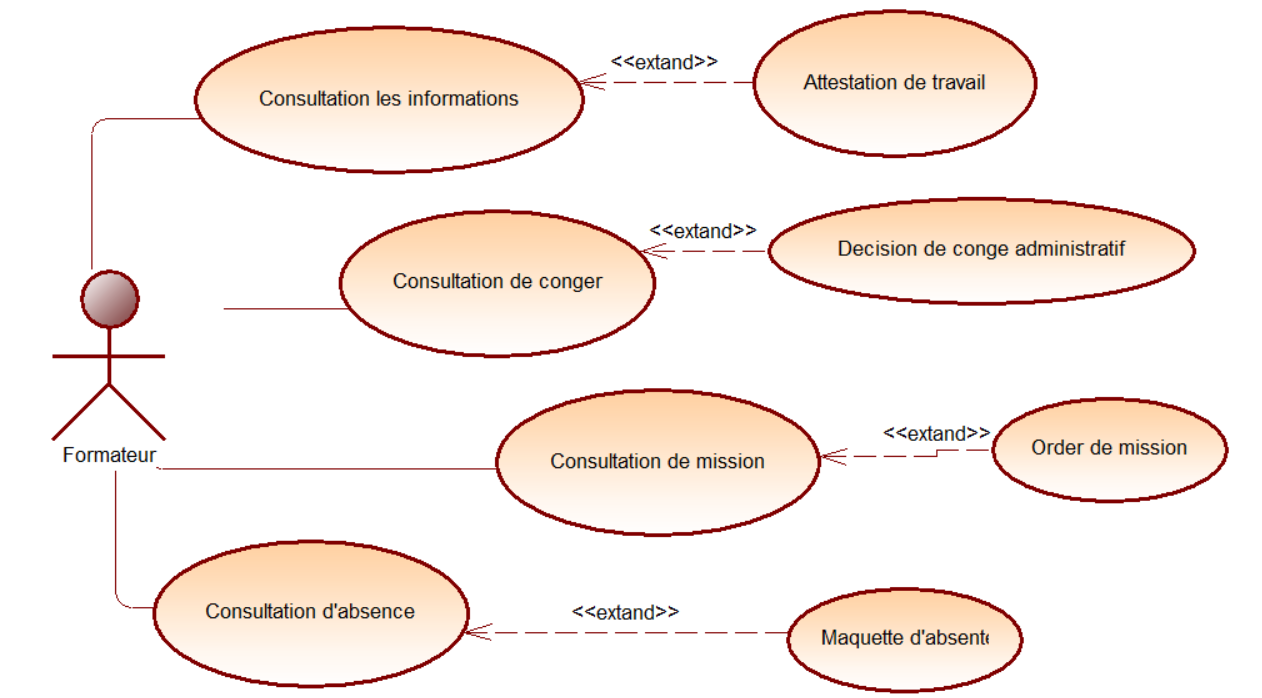 <<extand>>
Consultation les informations
Attestation de travail
<<extand>>
Decision de conge administratif
Consultation de conger
<<extand>>
Order de mission
Formateur
Consultation de mission
Consultation d'absence
<<extand>>
Maquette d'absent